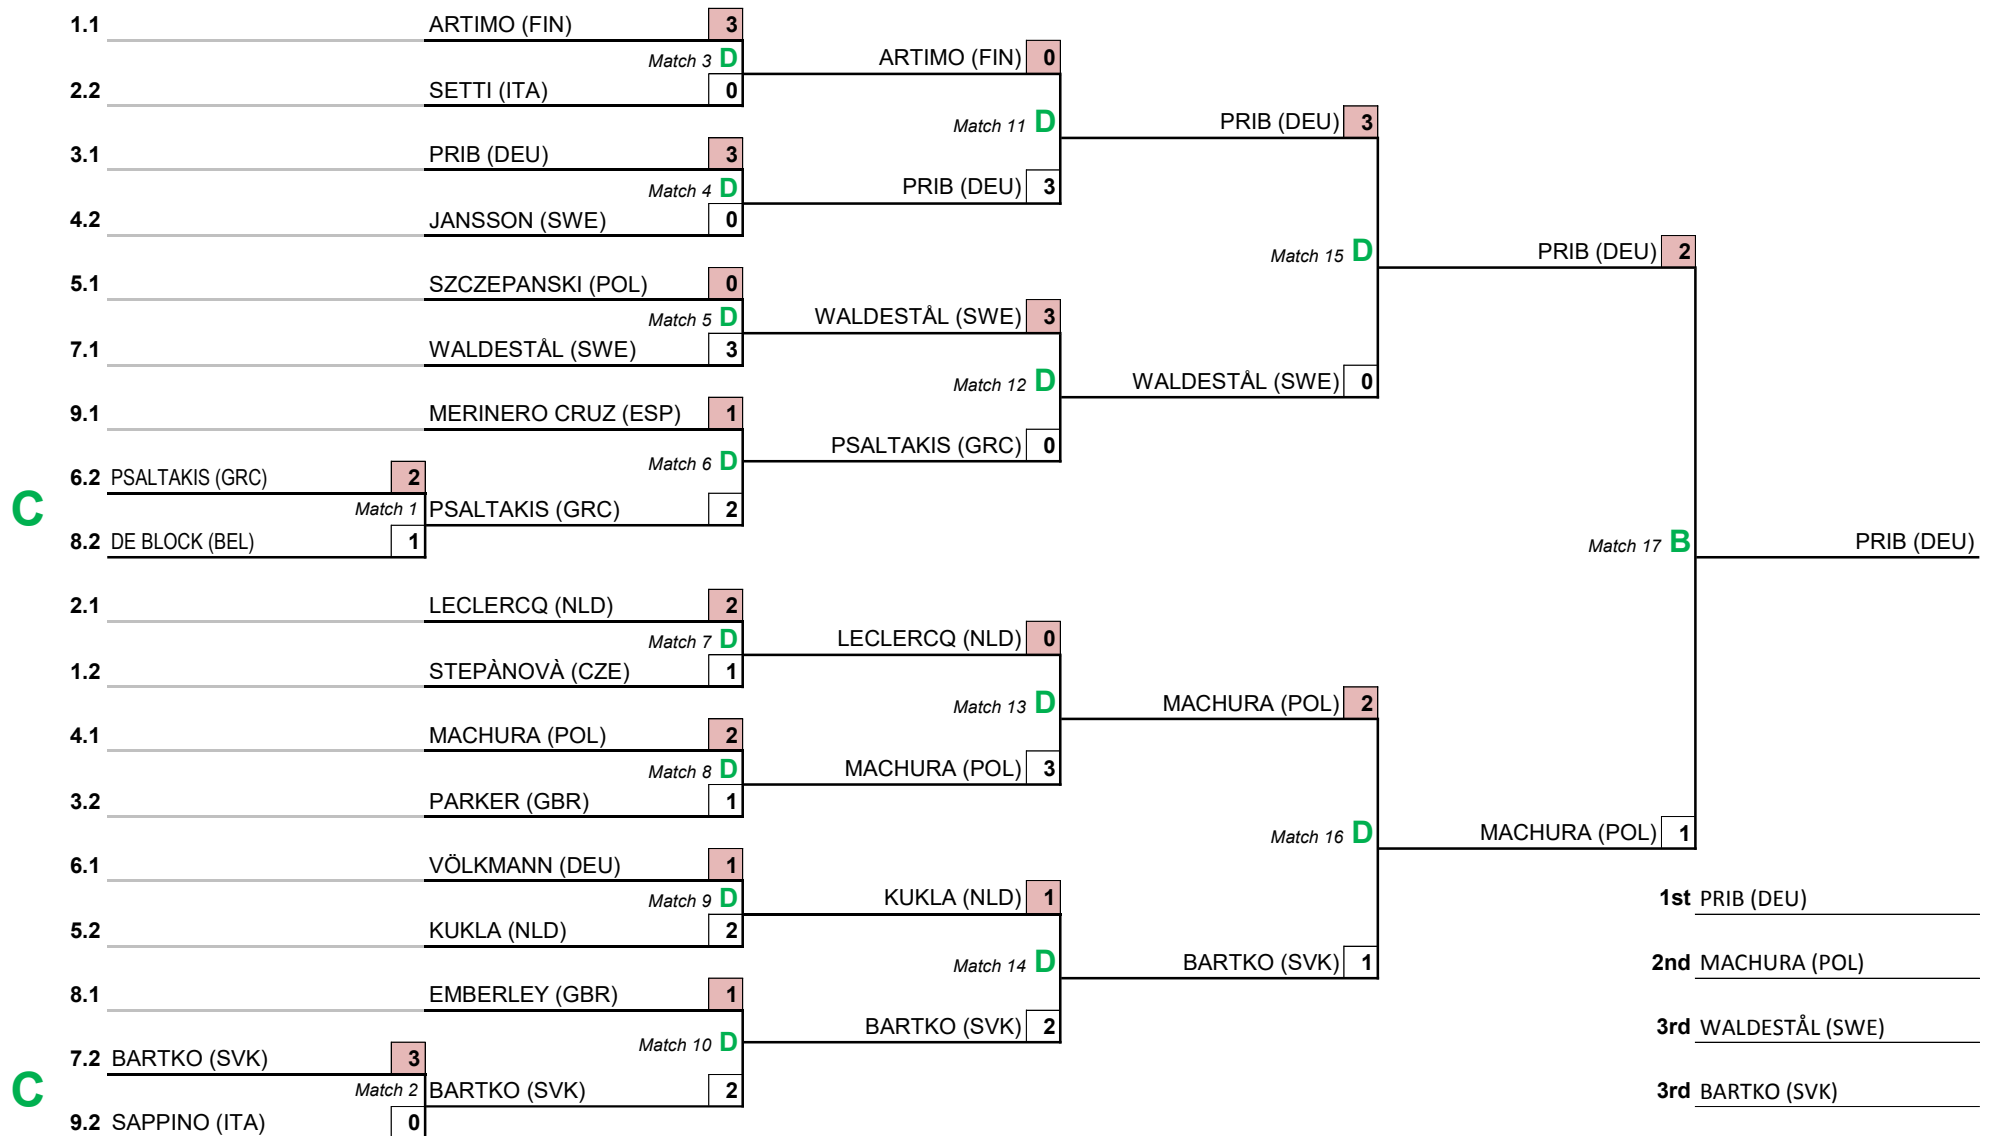 1.1 ARTIMO (FIN) 3
Match 3 D ARTIMO (FIN) 0
2.2 SETTI (ITA) 0
Match 11 D PRIB (DEU) 3
3.1 PRIB (DEU) 3
Match 4 D PRIB (DEU) 3
4.2 JANSSON (SWE) 0
Match 15 D PRIB (DEU) 2
5.1 SZCZEPANSKI (POL) 0
Match 5 D WALDESTÅL (SWE) 3
7.1 WALDESTÅL (SWE) 3
Match 12 D WALDESTÅL (SWE) 0
9.1 MERINERO CRUZ (ESP) 1
Match 6 D PSALTAKIS (GRC) 0
6.2 PSALTAKIS (GRC) 2
C Match 1 PSALTAKIS (GRC) 2
8.2 DE BLOCK (BEL) 1
Match 17 B PRIB (DEU)
2.1 LECLERCQ (NLD) 2
Match 7 D LECLERCQ (NLD) 0
1.2 STEPÀNOVÀ (CZE) 1
Match 13 D MACHURA (POL) 2
4.1 MACHURA (POL) 2
Match 8 D MACHURA (POL) 3
3.2 PARKER (GBR) 1
Match 16 D MACHURA (POL) 1
6.1 VÖLKMANN (DEU) 1
Match 9 D KUKLA (NLD) 1
1st PRIB (DEU)
5.2 KUKLA (NLD) 2
Match 14 D BARTKO (SVK) 1
2nd MACHURA (POL)
8.1 EMBERLEY (GBR) 1
Match 10 D BARTKO (SVK) 2
3rd WALDESTÅL (SWE)
7.2 BARTKO (SVK) 3
C Match 2 BARTKO (SVK) 2
3rd BARTKO (SVK)
9.2 SAPPINO (ITA) 0